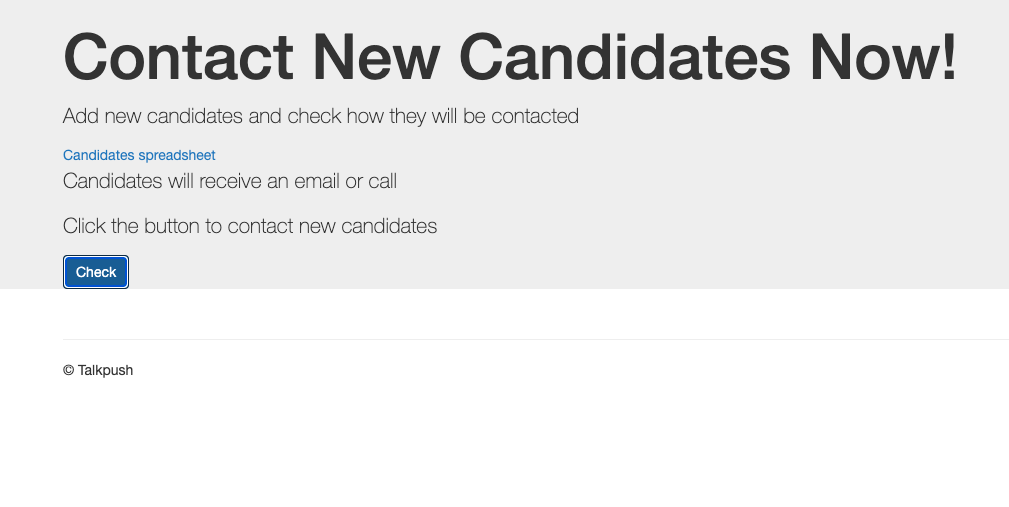 Contact New Candidates Now!
Add new candidates and check how they will be contacted
Candidates spreadsheet
Candidates will receive an email or call
Click the button to contact new candidates
Check
© Talkpush